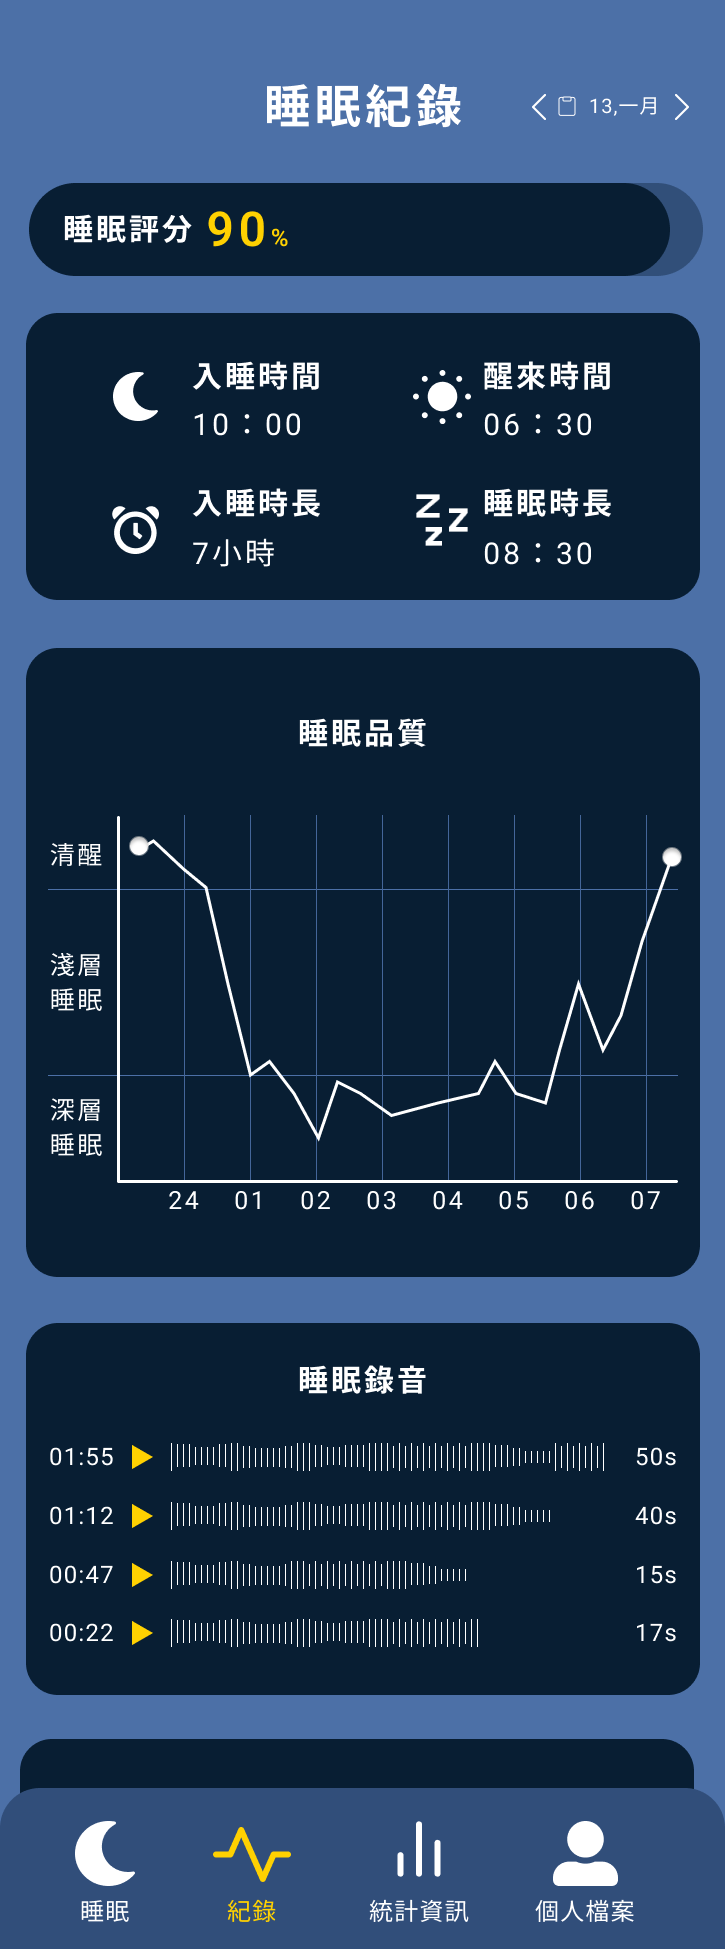 睡眠紀錄
13,一月
睡眠評分 90%
入睡時間
10：00
醒來時間
06：30
入睡時長
7小時
睡眠時長
08：30
睡眠品質
清醒
淺層
睡眠
深層
睡眠
24 01 02 03 04 05 06 07
睡眠錄音
01:55 50s
01:12 40s
00:47 15s
00:22 17s
睡眠 紀錄 統計資訊 個人檔案